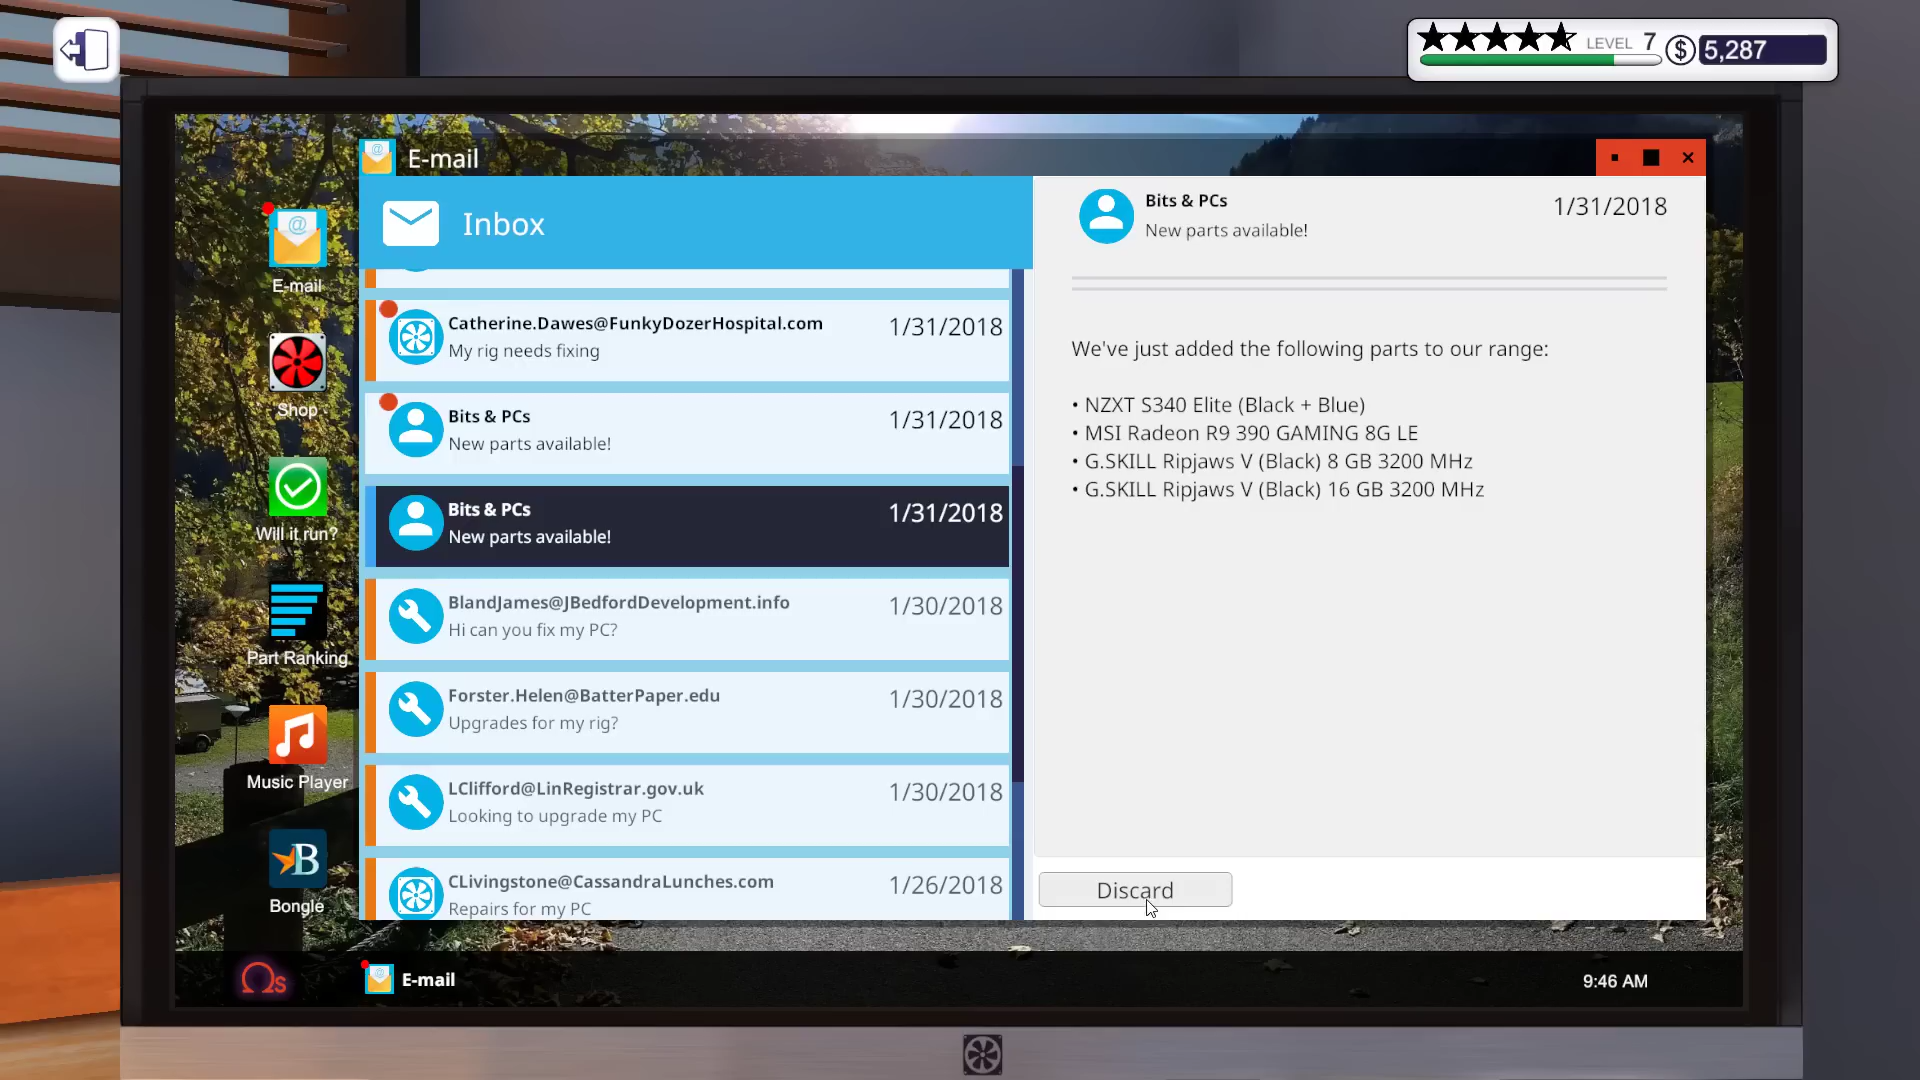 LEVEL 7
$ 5,287
E-mail
Inbox
Catherine.Dawes@FunkyDozerHospital.com 1/31/2018
My rig needs fixing
Bits & PCs 1/31/2018
New parts available!
Bits & PCs 1/31/2018
New parts available!
BlandJames@JBedfordDevelopment.info 1/30/2018
Hi can you fix my PC?
Forster.Helen@BatterPaper.edu 1/30/2018
Upgrades for my rig?
LClifford@LinRegistrar.gov.uk 1/30/2018
Looking to upgrade my PC
CLivingstone@CassandraLunches.com 1/26/2018
Repairs for my PC
Bits & PCs 1/31/2018
New parts available!
We've just added the following parts to our range:
• NZXT S340 Elite (Black + Blue)
• MSI Radeon R9 390 GAMING 8G LE
• G.SKILL Ripjaws V (Black) 8 GB 3200 MHz
• G.SKILL Ripjaws V (Black) 16 GB 3200 MHz
Discard
E-mail
Shop
Will it run?
Part Ranking
Music Player
B
Bongle
Ωs
E-mail
9:46 AM